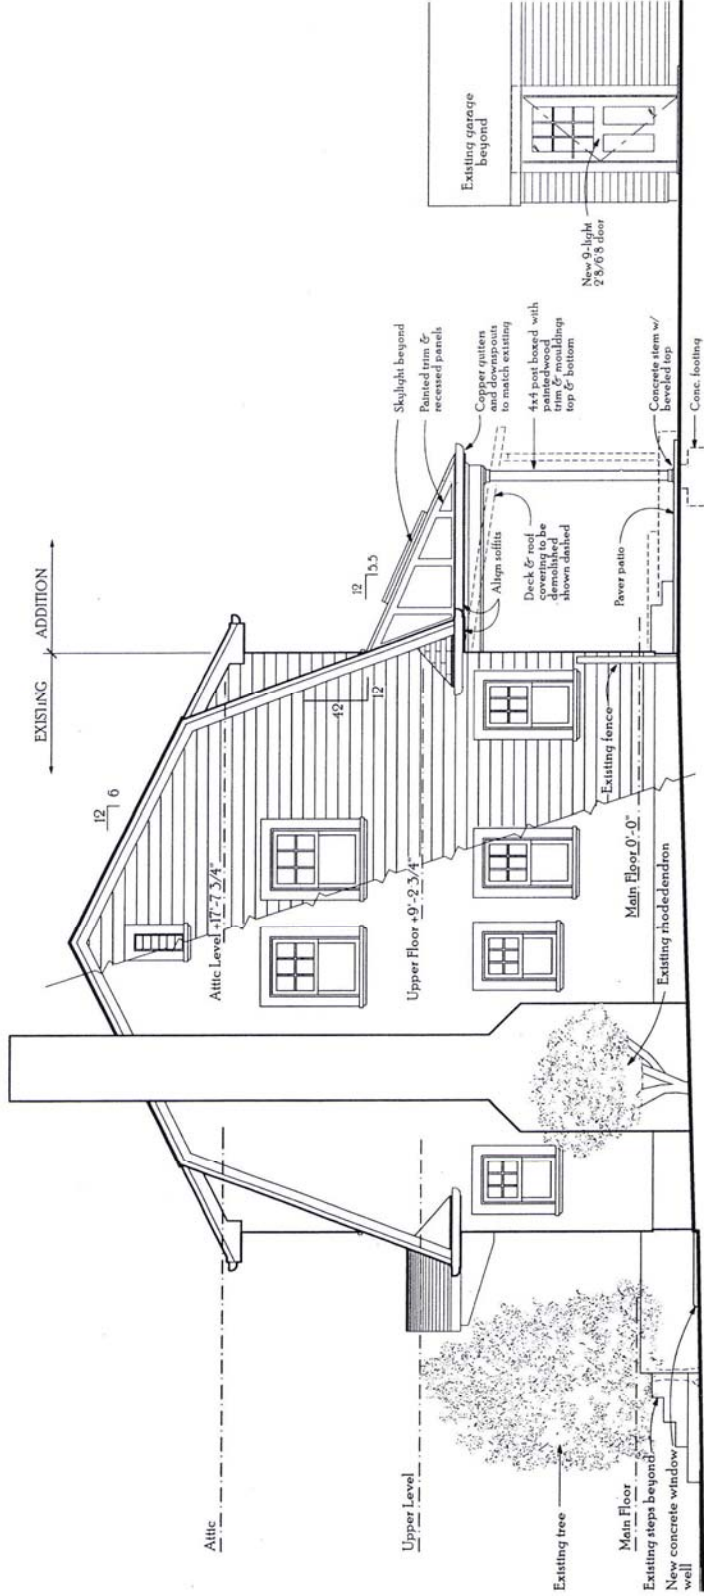 EXISTING
ADDITION
12
6
Attic
Attic Level +17'-7 3/4"
12
5.5
42
12
Skylight beyond
Painted trim &
recessed panels
Copper gutters
and downspouts
to match existing
4x4 post boxed with
paintedwood
trim & mouldings
top & bottom
Existing garage
beyond
New 9-light
2'8/6'8 door
Upper Level
Upper Floor +9'-2 3/4"
Align soffits
Deck & roof
covering to be
demolished
shown dashed
Existing tree
Existing fence
Paver patio
Concrete stem w/
beveled top
Conc. footing
Main Floor
Main Floor 0'-0"
Existing rhodedendron
Existing steps beyond
New concrete window
well